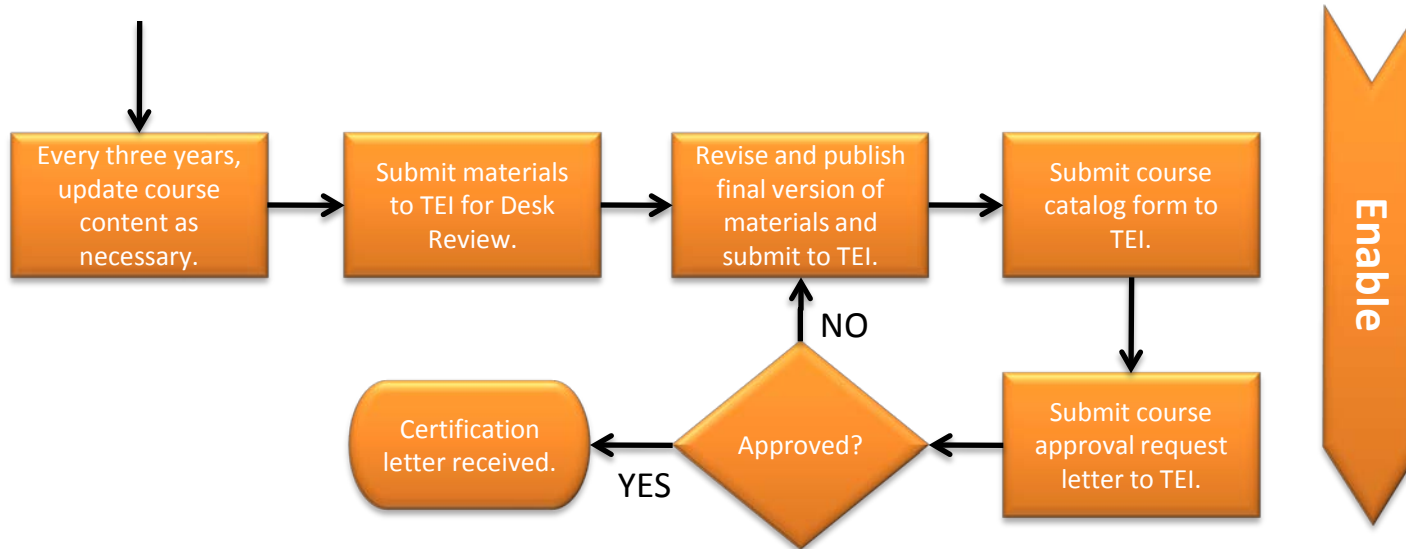 Every three years,
update course
content as
necessary.
Submit materials
to TEI for Desk
Review.
Revise and publish
final version of
materials and
submit to TEI.
Submit course
catalog form to
TEI.
Enable
NO
Certification
letter received.
YES
Approved?
Submit course
approval request
letter to TEI.